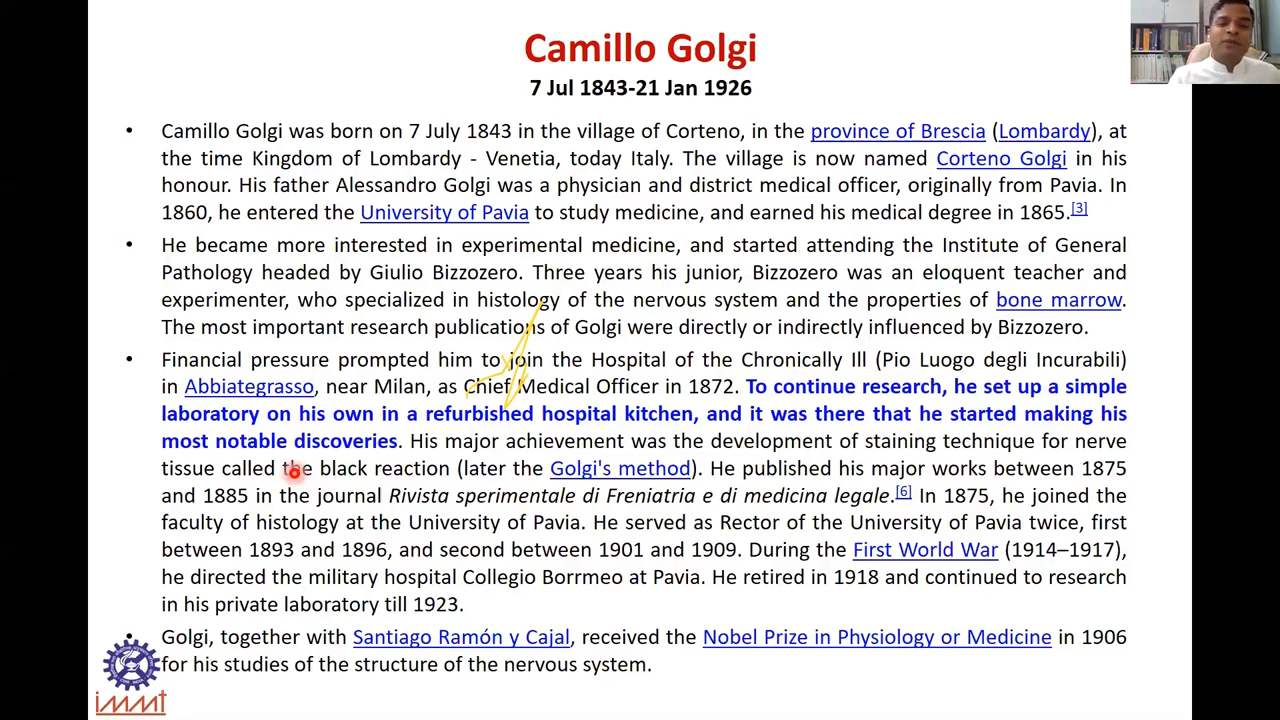 Camillo Golgi
7 Jul 1843-21 Jan 1926
• Camillo Golgi was born on 7 July 1843 in the village of Corteno, in the province of Brescia (Lombardy), at
the time Kingdom of Lombardy - Venetia, today Italy. The village is now named Corteno Golgi in his
honour. His father Alessandro Golgi was a physician and district medical officer, originally from Pavia. In
1860, he entered the University of Pavia to study medicine, and earned his medical degree in 1865.[3]
• He became more interested in experimental medicine, and started attending the Institute of General
Pathology headed by Giulio Bizzozero. Three years his junior, Bizzozero was an eloquent teacher and
experimenter, who specialized in histology of the nervous system and the properties of bone marrow.
The most important research publications of Golgi were directly or indirectly influenced by Bizzozero.
• Financial pressure prompted him to join the Hospital of the Chronically Ill (Pio Luogo degli Incurabili)
in Abbiategrasso, near Milan, as Chief Medical Officer in 1872. To continue research, he set up a simple
laboratory on his own in a refurbished hospital kitchen, and it was there that he started making his
most notable discoveries. His major achievement was the development of staining technique for nerve
tissue called the black reaction (later the Golgi's method). He published his major works between 1875
and 1885 in the journal Rivista sperimentale di Freniatria e di medicina legale.[6] In 1875, he joined the
faculty of histology at the University of Pavia. He served as Rector of the University of Pavia twice, first
between 1893 and 1896, and second between 1901 and 1909. During the First World War (1914–1917),
he directed the military hospital Collegio Borrmeo at Pavia. He retired in 1918 and continued to research
in his private laboratory till 1923.
• Golgi, together with Santiago Ramón y Cajal, received the Nobel Prize in Physiology or Medicine in 1906
for his studies of the structure of the nervous system.
immt